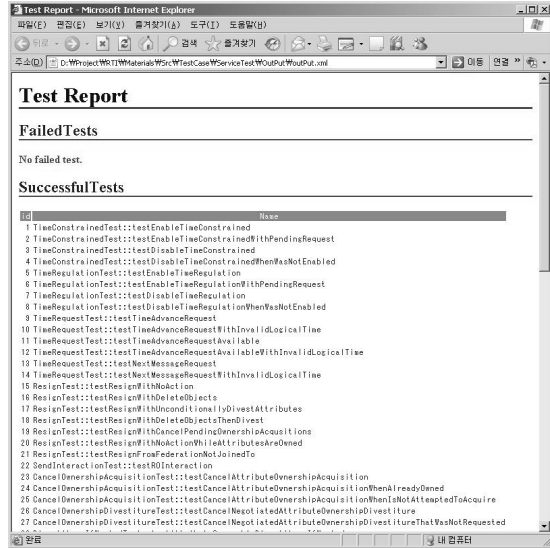 Test Report - Microsoft Internet Explorer
파일(F) 편집(E) 보기(V) 즐겨찾기(A) 도구(T) 도움말(H)
뒤로 검색 즐겨찾기
주소(D) D:₩Project₩RTI₩Materials₩Src₩TestCase₩ServiceTest₩OutPut₩outPut.xml 이동 연결 »
Test Report
FailedTests
No failed test.
SuccessfulTests
id Name
1 TimeConstrainedTest::testEnableTimeConstrained
2 TimeConstrainedTest::testEnableTimeConstrainedWithPendingRequest
3 TimeConstrainedTest::testDisableTimeConstrained
4 TimeConstrainedTest::testDisableTimeConstrainedWhenWasNotEnabled
5 TimeRegulationTest::testEnableTimeRegulation
6 TimeRegulationTest::testEnableTimeRegulationWithPendingRequest
7 TimeRegulationTest::testDisableTimeRegulation
8 TimeRegulationTest::testDisableTimeRegulationWhenWasNotEnabled
9 TimeRequestTest::testTimeAdvanceRequest
10 TimeRequestTest::testTimeAdvanceRequestWithInvalidLogicalTime
11 TimeRequestTest::testTimeAdvanceRequestAvailable
12 TimeRequestTest::testTimeAdvanceRequestAvailableWithInvalidLogicalTime
13 TimeRequestTest::testNextMessageRequest
14 TimeRequestTest::testNextMessageRequestWithInvalidLogicalTime
15 ResignTest::testResignWithNoAction
16 ResignTest::testResignWithDeleteObjects
17 ResignTest::testResignWithUnconditionallyDivestAttributes
18 ResignTest::testResignWithDeleteObjectsThenDivest
19 ResignTest::testResignWithCancelPendingOwnershipAcqusitions
20 ResignTest::testResignWithNoActionWhileAttributesAreOwned
21 ResignTest::testResignFromFederationNotJoinedTo
22 SendInteractionTest::testROInteraction
23 CancelOwnershipAcquisitionTest::testCancelAttributeOwnershipAcquisition
24 CancelOwnershipAcquisitionTest::testCancelAttributeOwnershipAcquisitionWhenAlreadyOwned
25 CancelOwnershipAcquisitionTest::testCancelAttributeOwnershipAcquisitionWhenIsNotAttemptedToAcquire
26 CancelOwnershipDivestitureTest::testCancelNegotiatedAttributeOwnershipDivestiture
27 CancelOwnershipDivestitureTest::testCancelNegotiatedAttributeOwnershipDivestitureThatWasNotRequested
완료 내 컴퓨터